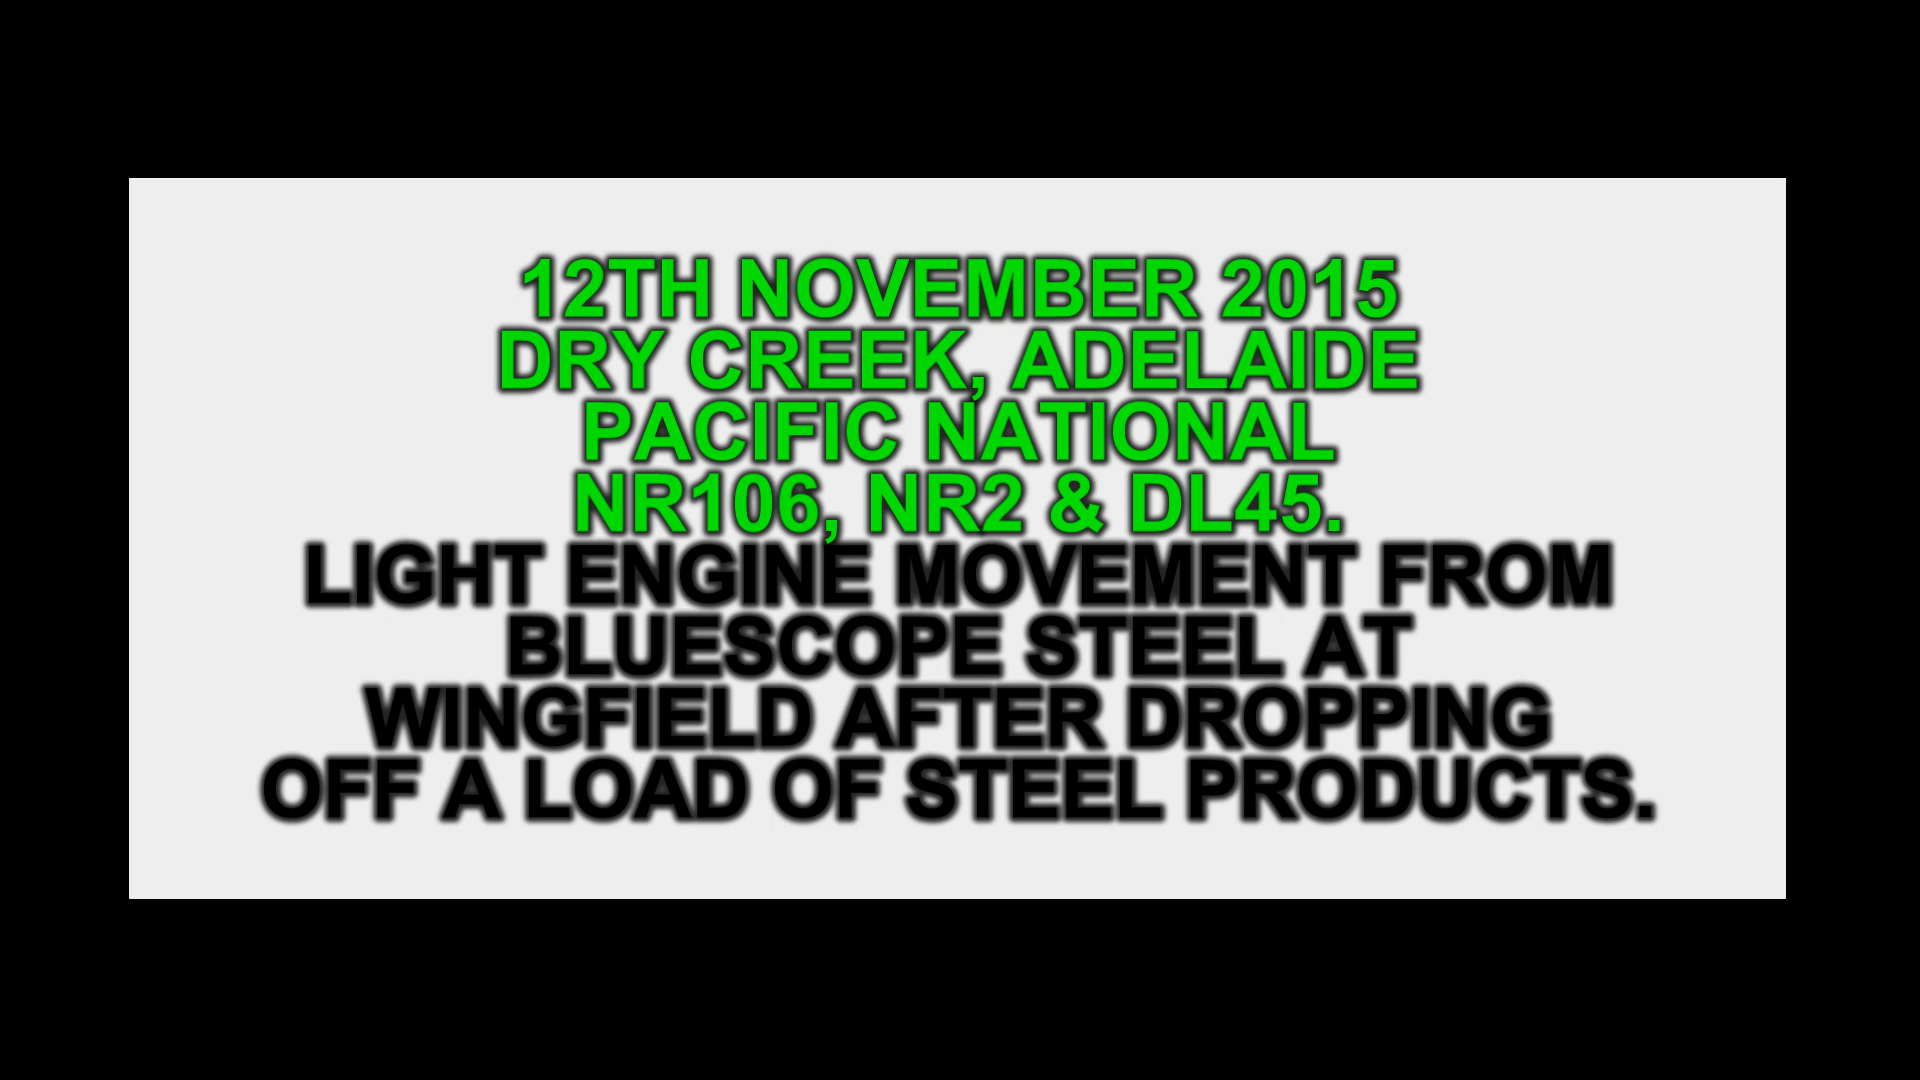 12TH NOVEMBER 2015
DRY CREEK, ADELAIDE
PACIFIC NATIONAL
NR106, NR2 & DL45.
LIGHT ENGINE MOVEMENT FROM
BLUESCOPE STEEL AT
WINGFIELD AFTER DROPPING
OFF A LOAD OF STEEL PRODUCTS.